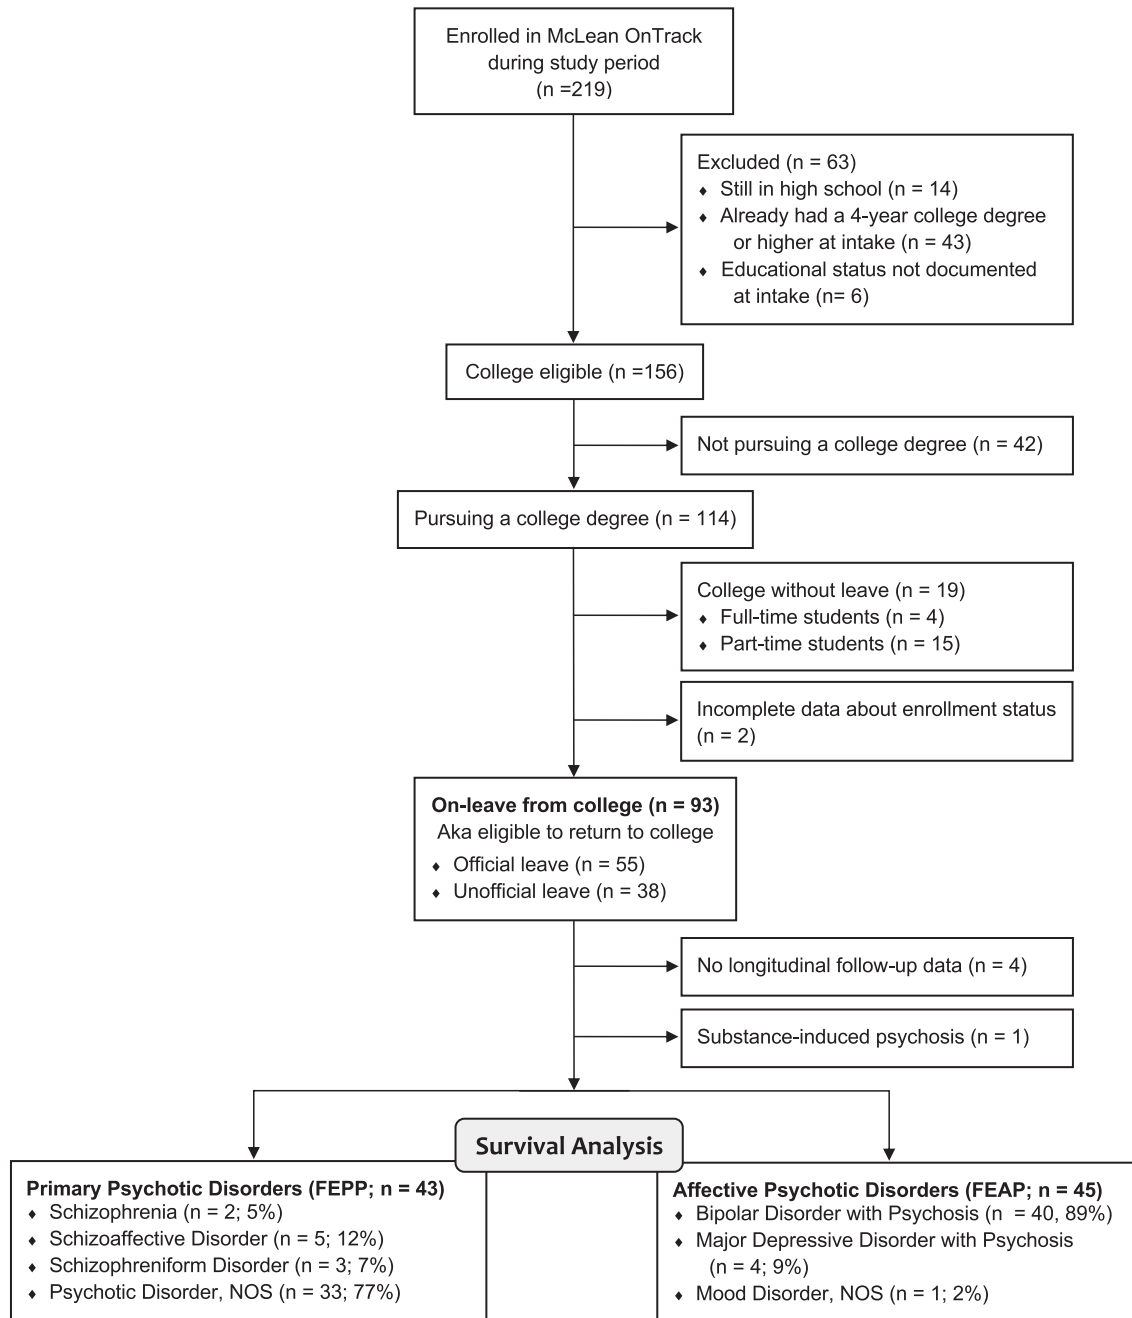 Enrolled in McLean OnTrack
during study period
(n =219)
Excluded (n = 63)
♦ Still in high school (n = 14)
♦ Already had a 4-year college degree
or higher at intake (n = 43)
♦ Educational status not documented
at intake (n= 6)
College eligible (n =156)
Not pursuing a college degree (n = 42)
Pursuing a college degree (n = 114)
College without leave (n = 19)
♦ Full-time students (n = 4)
♦ Part-time students (n = 15)
Incomplete data about enrollment status
(n = 2)
On-leave from college (n = 93)
Aka eligible to return to college
♦ Official leave (n = 55)
♦ Unofficial leave (n = 38)
No longitudinal follow-up data (n = 4)
Substance-induced psychosis (n = 1)
Survival Analysis
Primary Psychotic Disorders (FEPP; n = 43)
♦ Schizophrenia (n = 2; 5%)
♦ Schizoaffective Disorder (n = 5; 12%)
♦ Schizophreniform Disorder (n = 3; 7%)
♦ Psychotic Disorder, NOS (n = 33; 77%)
Affective Psychotic Disorders (FEAP; n = 45)
♦ Bipolar Disorder with Psychosis (n = 40, 89%)
♦ Major Depressive Disorder with Psychosis
(n = 4; 9%)
♦ Mood Disorder, NOS (n = 1; 2%)